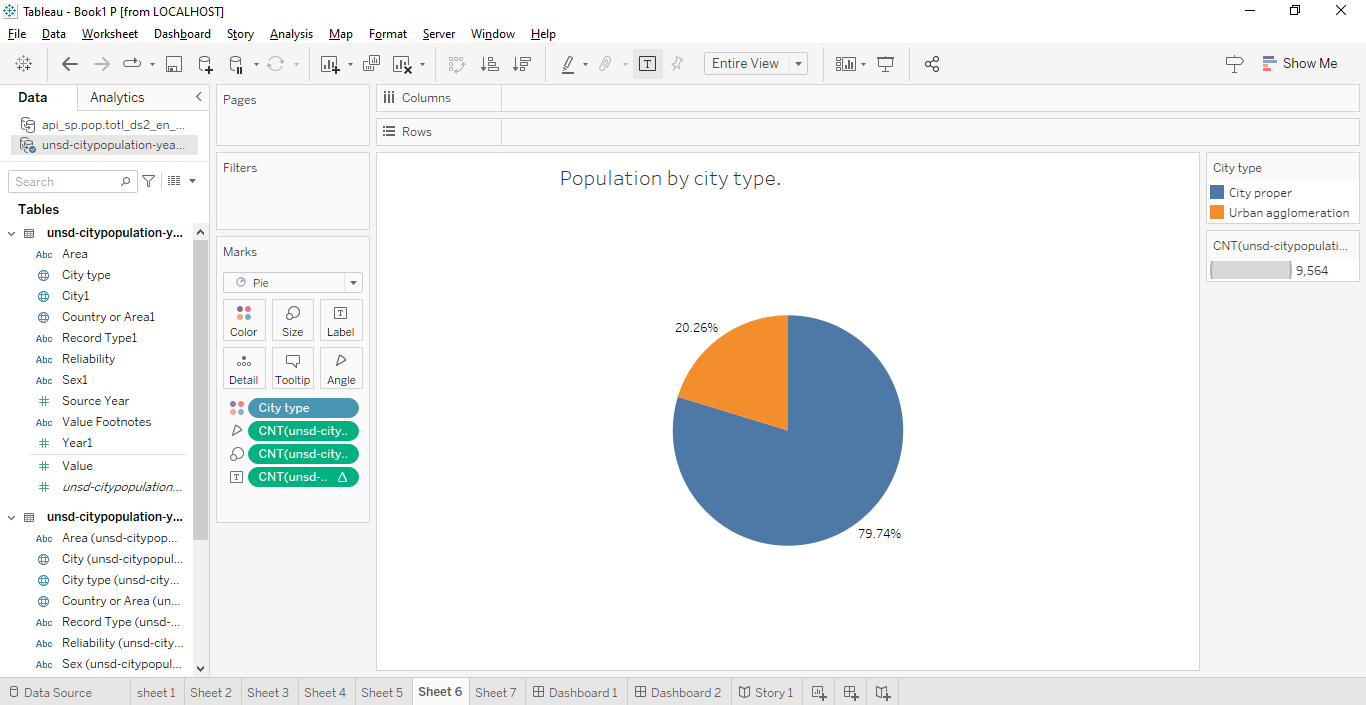 Tableau - Book1 P [from LOCALHOST]
File Data Worksheet Dashboard Story Analysis Map Format Server Window Help
Entire View
Show Me
Data Analytics
api_sp.pop.totl_ds2_en_...
unsd-citypopulation-yea...
Search
Tables
unsd-citypopulation-y...
Abc Area
City type
City1
Country or Area1
Abc Record Type1
Abc Reliability
Abc Sex1
# Source Year
Abc Value Footnotes
# Year1
# Value
# unsd-citypopulation...
unsd-citypopulation-y...
Abc Area (unsd-citypop...
City (unsd-citypopul...
City type (unsd-city...
Country or Area (un...
Abc Record Type (unsd-...
Abc Reliability (unsd-city...
Abc Sex (unsd-citypopul...
Pages
Filters
Marks
Pie
Color Size Label
Detail Tooltip Angle
City type
CNT(unsd-city..
CNT(unsd-city..
CNT(unsd-.. △
Columns
Rows
Population by city type.
20.26%
79.74%
City type
City proper
Urban agglomeration
CNT(unsd-citypopulati...
9,564
Data Source sheet 1 Sheet 2 Sheet 3 Sheet 4 Sheet 5 Sheet 6 Sheet 7 Dashboard 1 Dashboard 2 Story 1